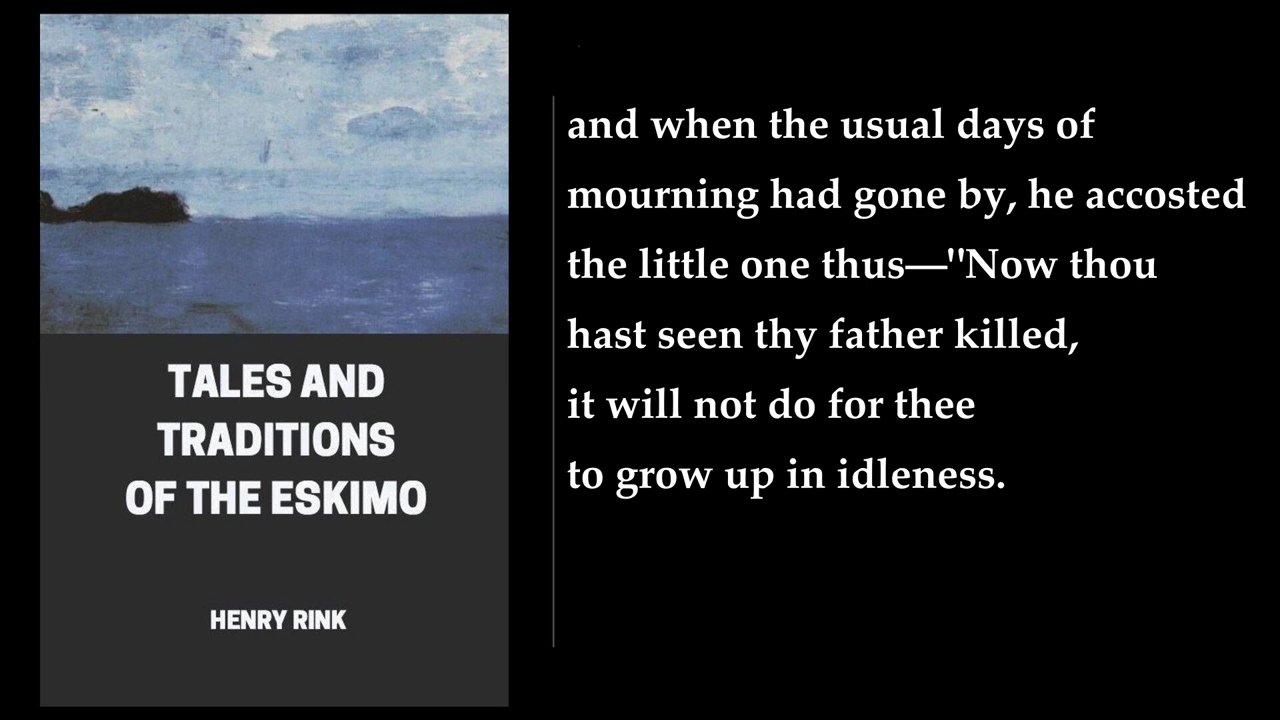 TALES AND
TRADITIONS
OF THE ESKIMO
HENRY RINK
and when the usual days of
mourning had gone by, he accosted
the little one thus—"Now thou
hast seen thy father killed,
it will not do for thee
to grow up in idleness.